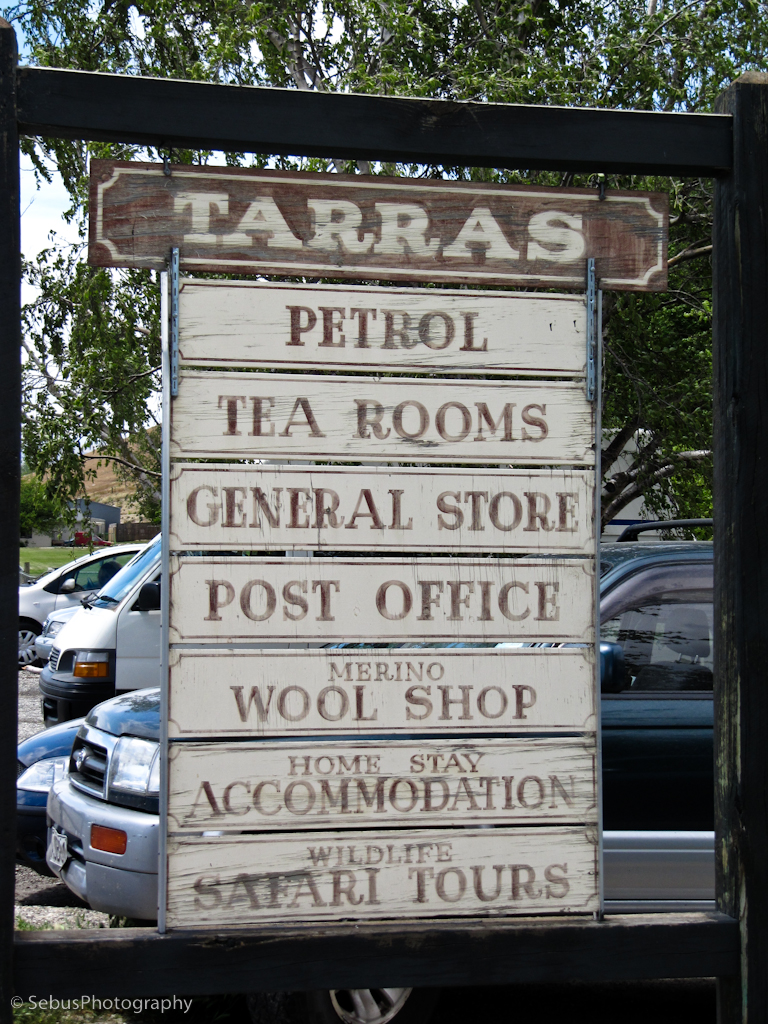 TARRAS
PETROL
TEA ROOMS
GENERAL STORE
POST OFFICE
MERINO
WOOL SHOP
HOME STAY
ACCOMMODATION
WILDLIFE
SAFARI TOURS
© SebusPhotography